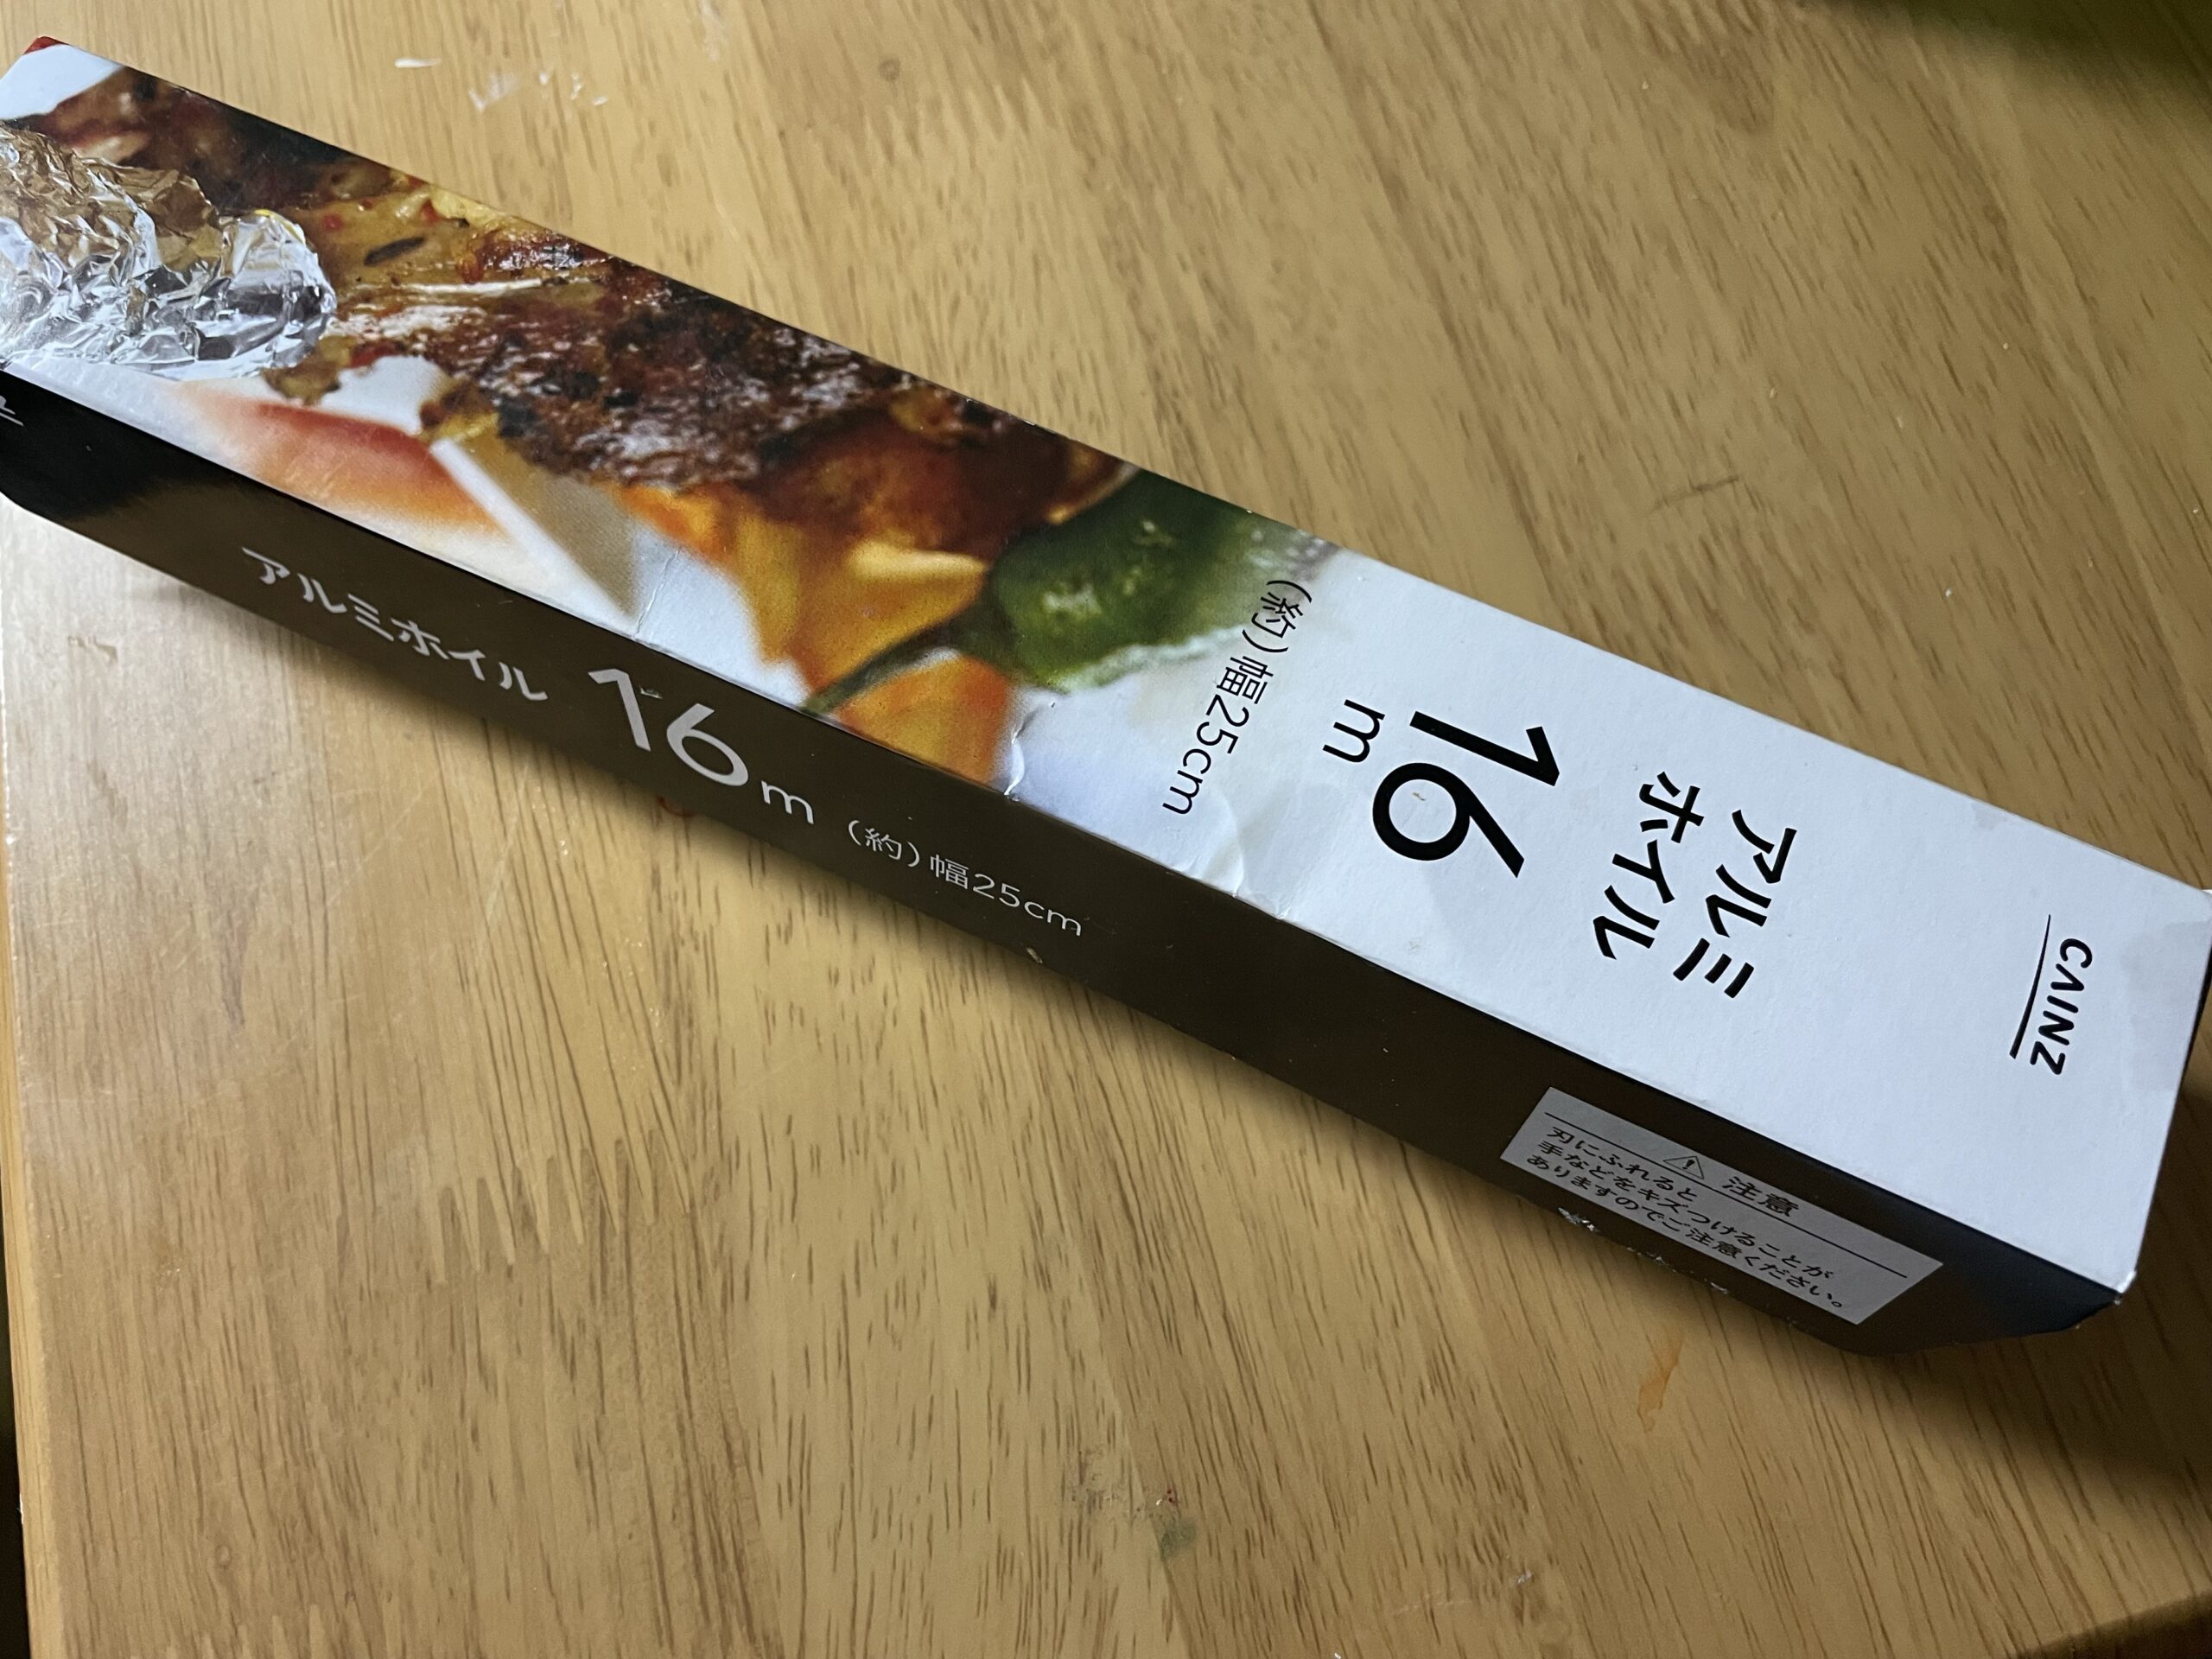 CAINZ
アルミ
ホイル
16
m
(約)幅25cm
アルミホイル 16m (約)幅25cm
⚠ 注意
刃にふれると
手などをキズつけることが
ありますのでご注意ください。